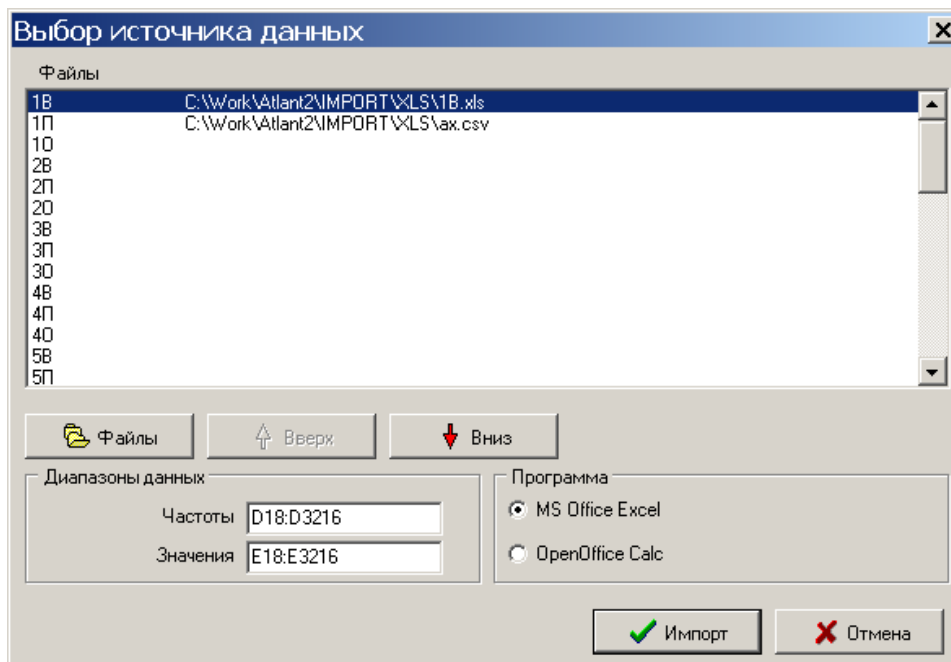 Выбор источника данных
Файлы
1В C:\Work\Atlant2\IMPORT\XLS\1B.xls
1П C:\Work\Atlant2\IMPORT\XLS\ax.csv
1О
2В
2П
2О
3В
3П
3О
4В
4П
4О
5В
5П
Файлы Вверх Вниз
Диапазоны данных Программа
Частоты D18:D3216 MS Office Excel
Значения E18:E3216 OpenOffice Calc
Импорт Отмена